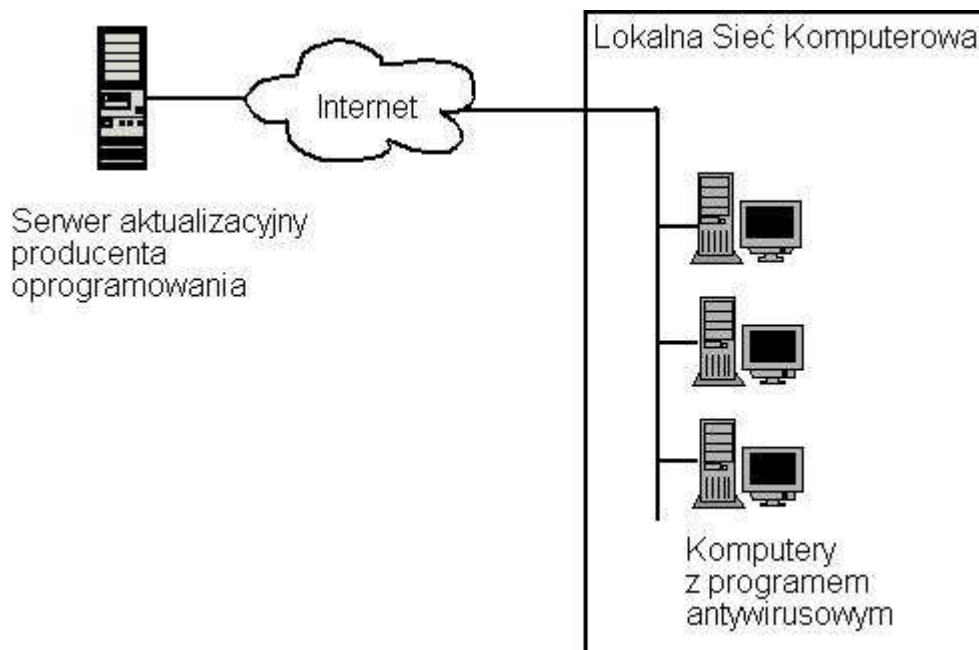 Lokalna Sieć Komputerowa
Internet
Serwer aktualizacyjny
producenta
oprogramowania
Komputery
z programem
antywirusowym